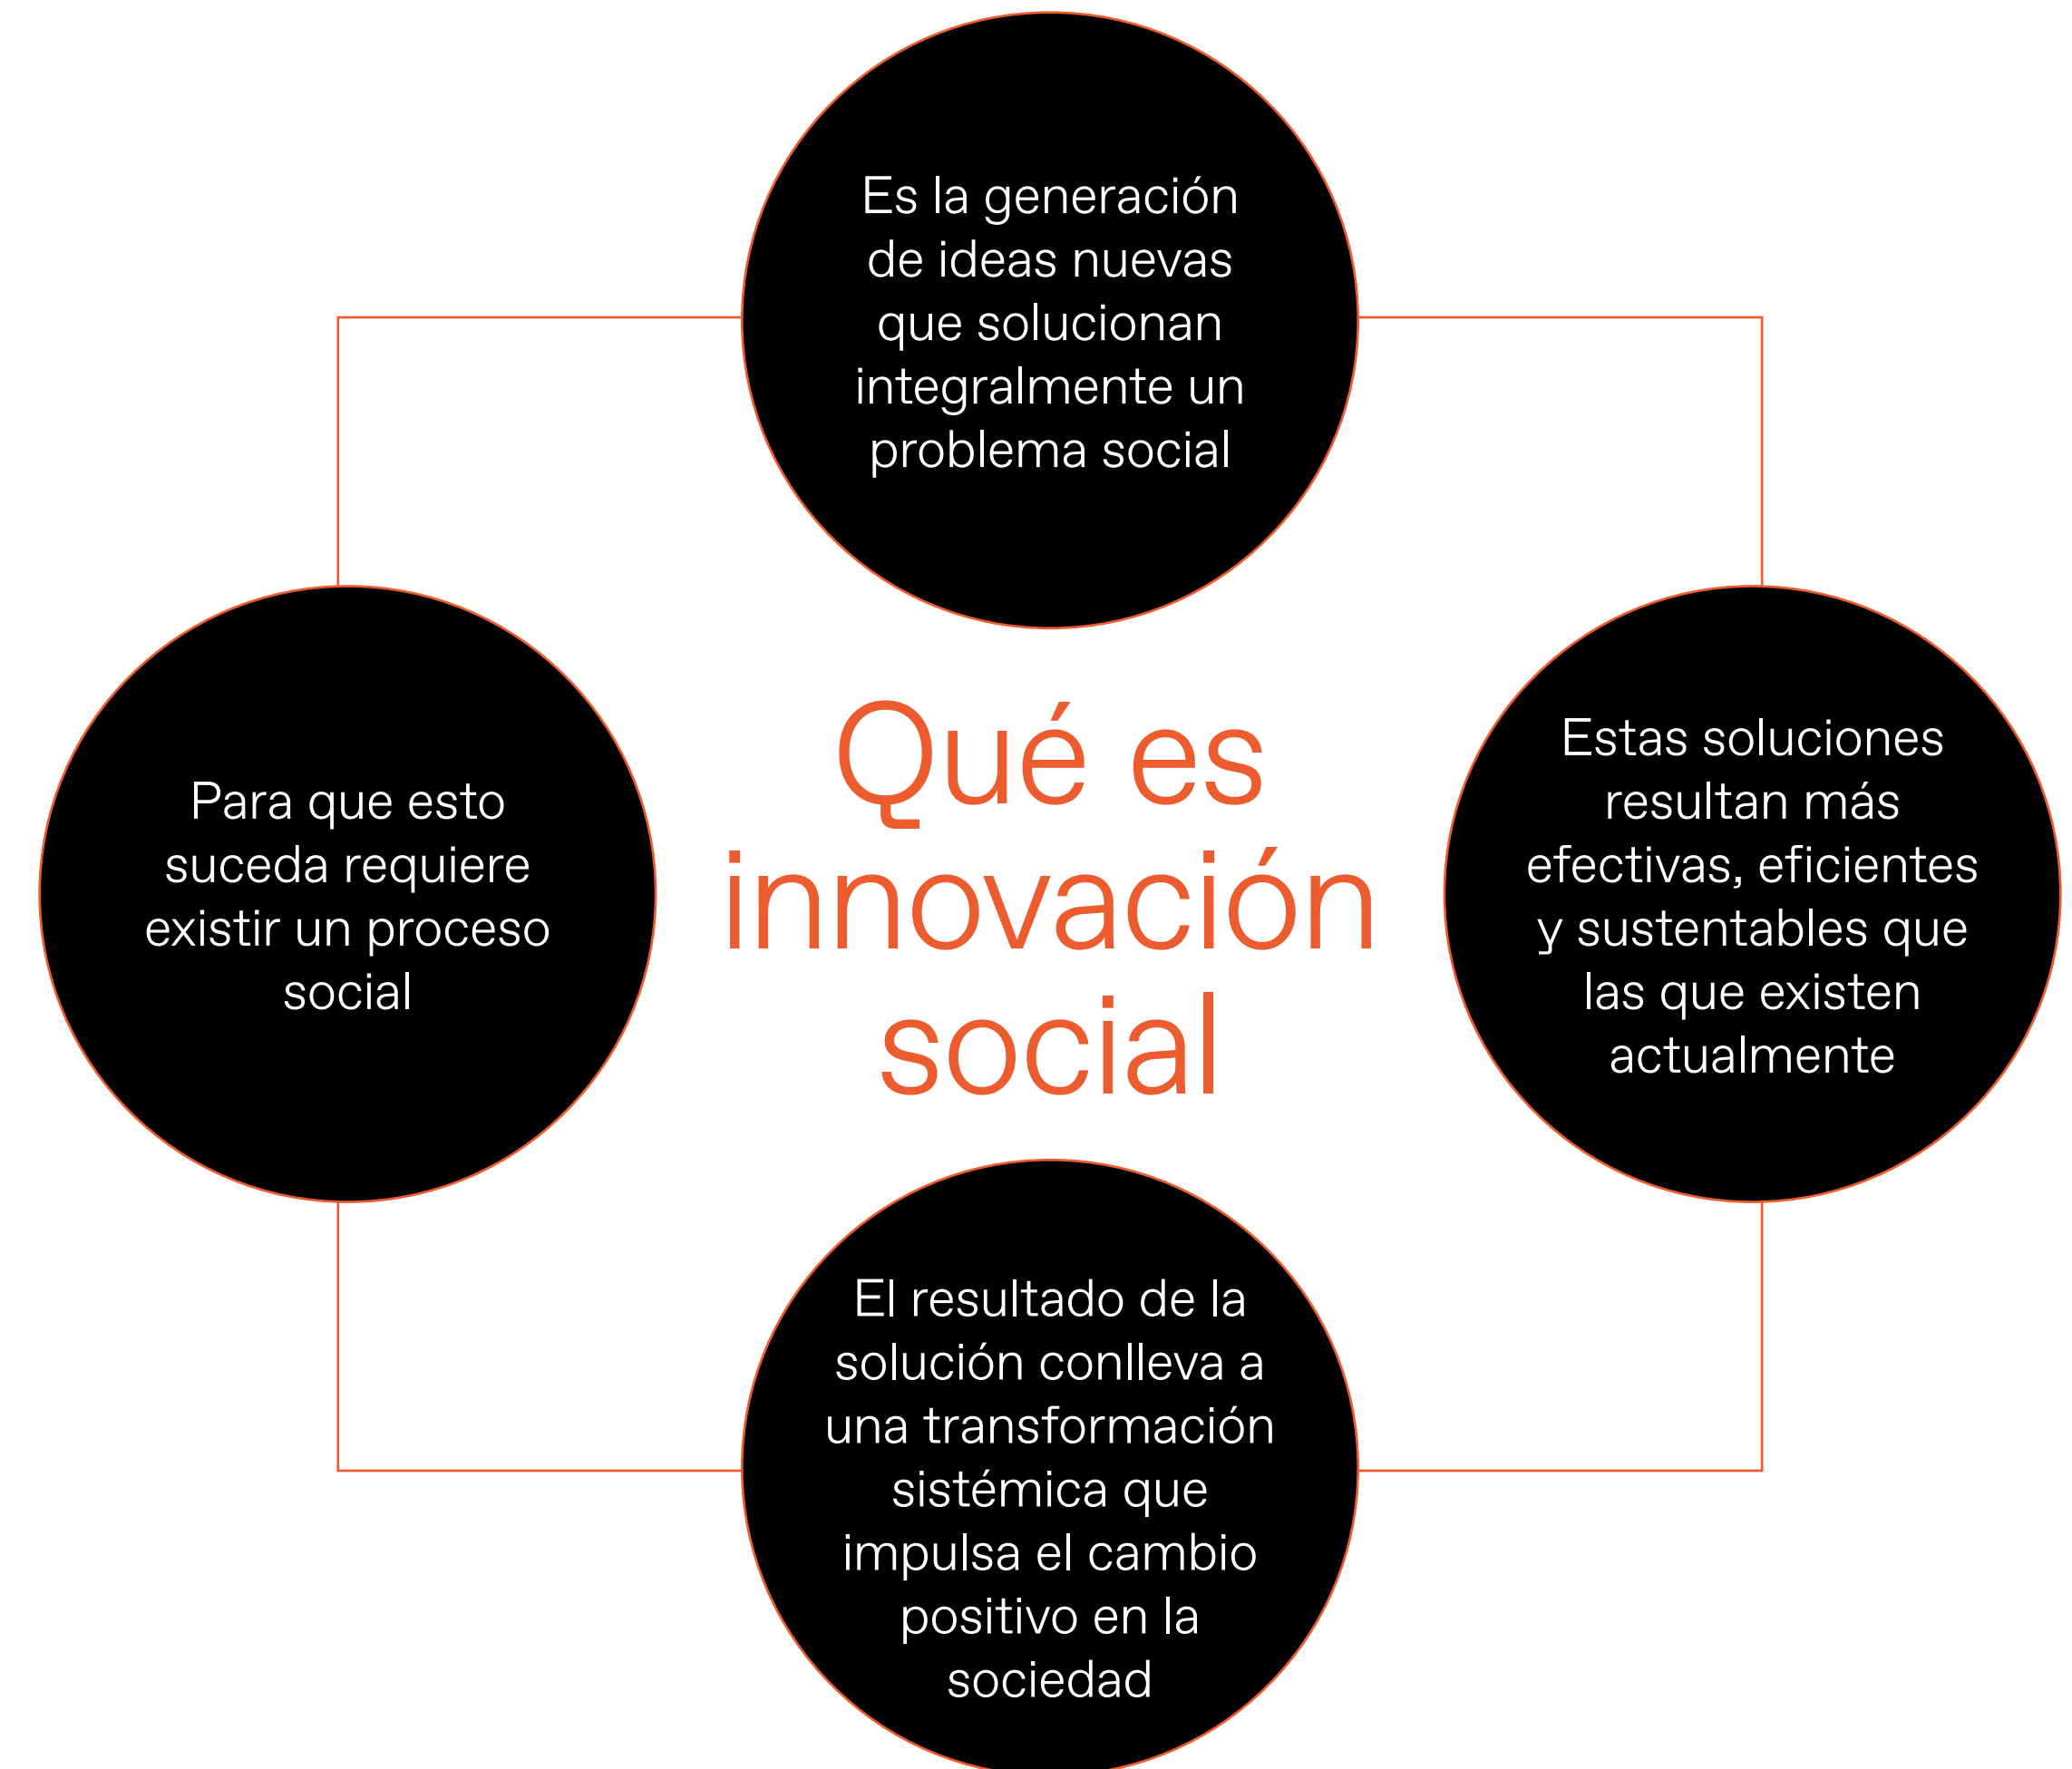 Es la generación
de ideas nuevas
que solucionan
integralmente un
problema social
Para que esto
suceda requiere
existir un proceso
social
Qué es
innovación
social
Estas soluciones
resultan más
efectivas, eficientes
y sustentables que
las que existen
actualmente
El resultado de la
solución conlleva a
una transformación
sistémica que
impulsa el cambio
positivo en la
sociedad